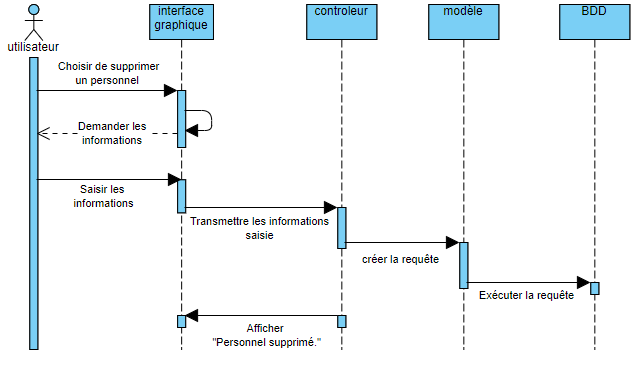 utilisateur
interface
graphique
controleur
modèle
BDD
Choisir de supprimer
un personnel
Demander les
informations
Saisir les
informations
Transmettre les informations
saisie
créer la requête
Exécuter la requête
Afficher
"Personnel supprimé."